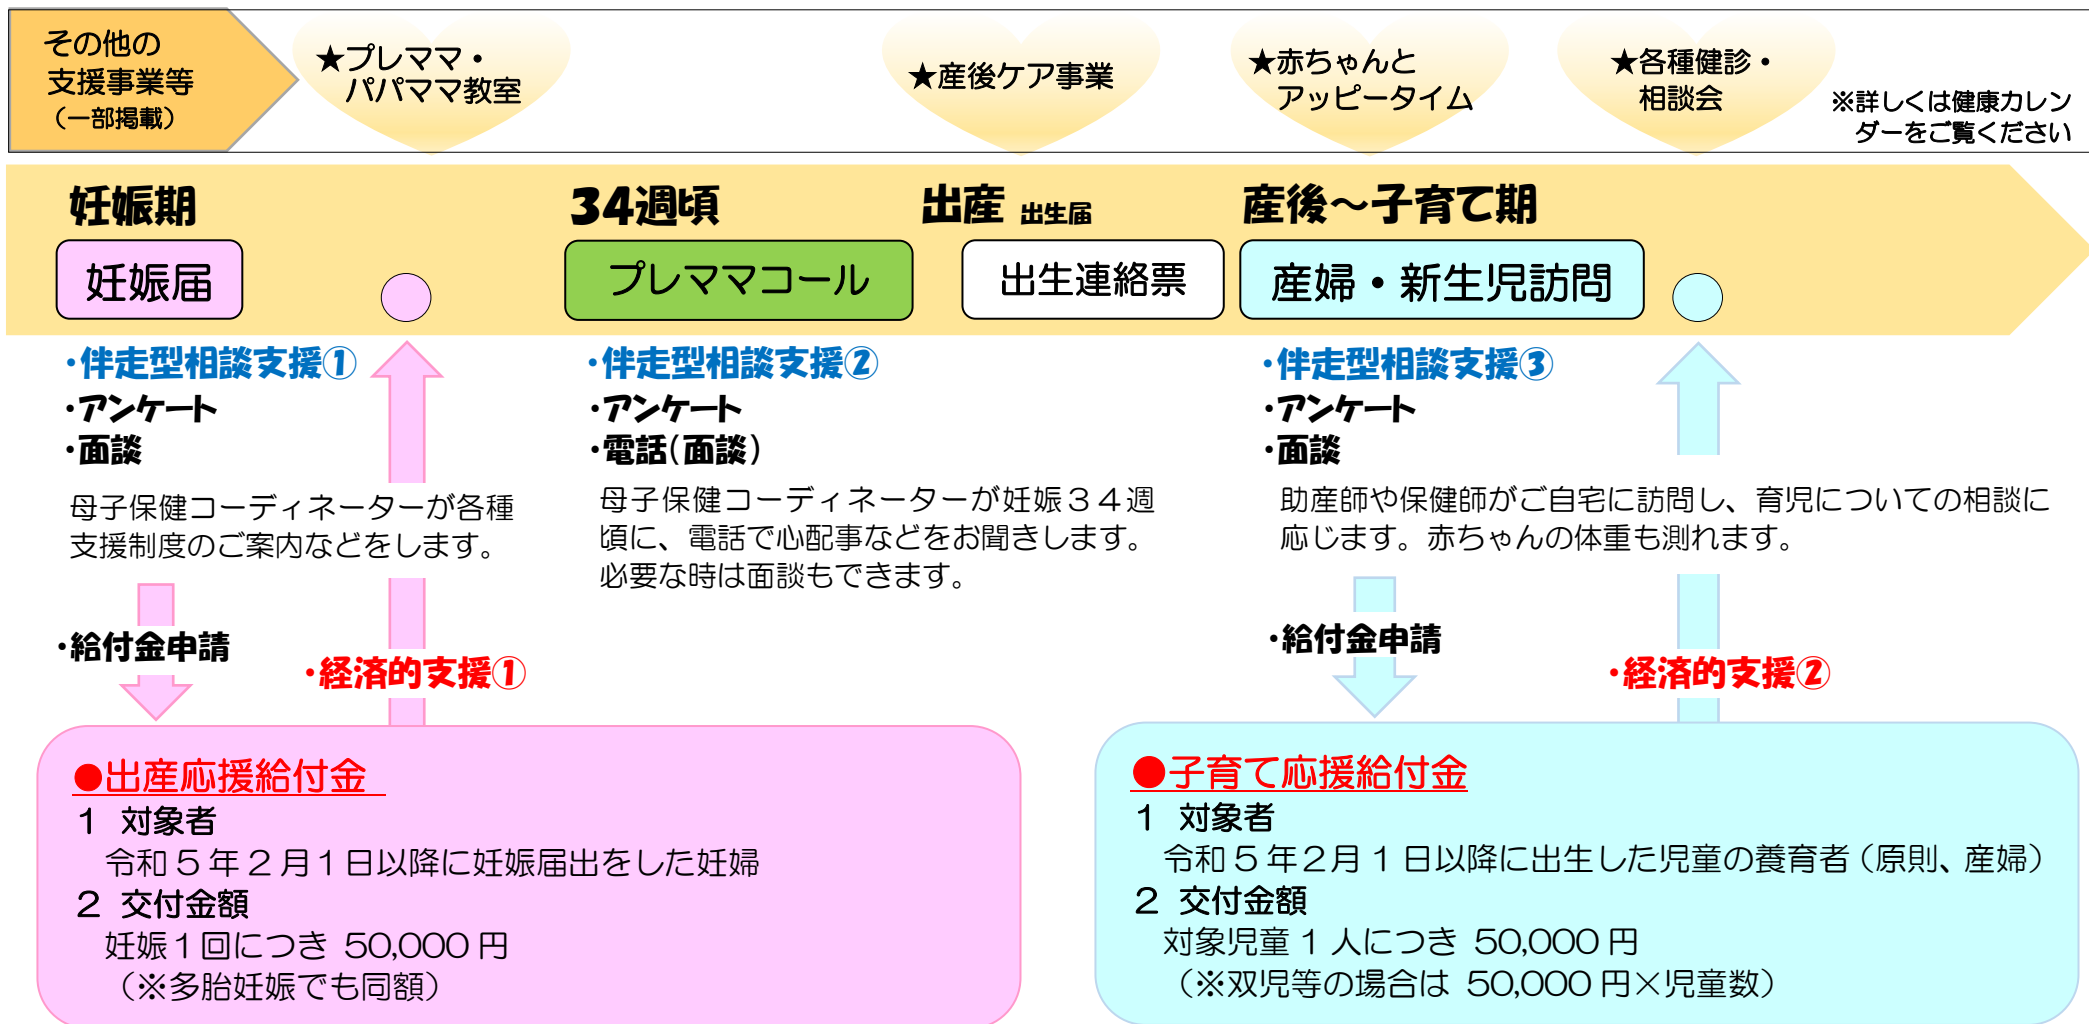 その他の
支援事業等
（一部掲載）
★プレママ・
パパママ教室
★産後ケア事業
★赤ちゃんと
アッピータイム
★各種健診・
相談会
※詳しくは健康カレン
ダーをご覧ください
妊娠期
34週頃
出産 出生届
産後～子育て期
妊娠届
プレママコール
出生連絡票
産婦・新生児訪問
・伴走型相談支援①
・アンケート
・面談
母子保健コーディネーターが各種
支援制度のご案内などをします。
・給付金申請
・経済的支援①
・伴走型相談支援②
・アンケート
・電話（面談）
母子保健コーディネーターが妊娠３４週
頃に、電話で心配事などをお聞きします。
必要な時は面談もできます。
・伴走型相談支援③
・アンケート
・面談
助産師や保健師がご自宅に訪問し、育児についての相談に
応じます。赤ちゃんの体重も測れます。
・給付金申請
・経済的支援②
●出産応援給付金
１ 対象者
令和５年２月１日以降に妊娠届出をした妊婦
２ 交付金額
妊娠１回につき 50,000 円
（※多胎妊娠でも同額）
●子育て応援給付金
１ 対象者
令和５年２月１日以降に出生した児童の養育者（原則、産婦）
２ 交付金額
対象児童１人につき 50,000 円
（※双児等の場合は 50,000 円×児童数）